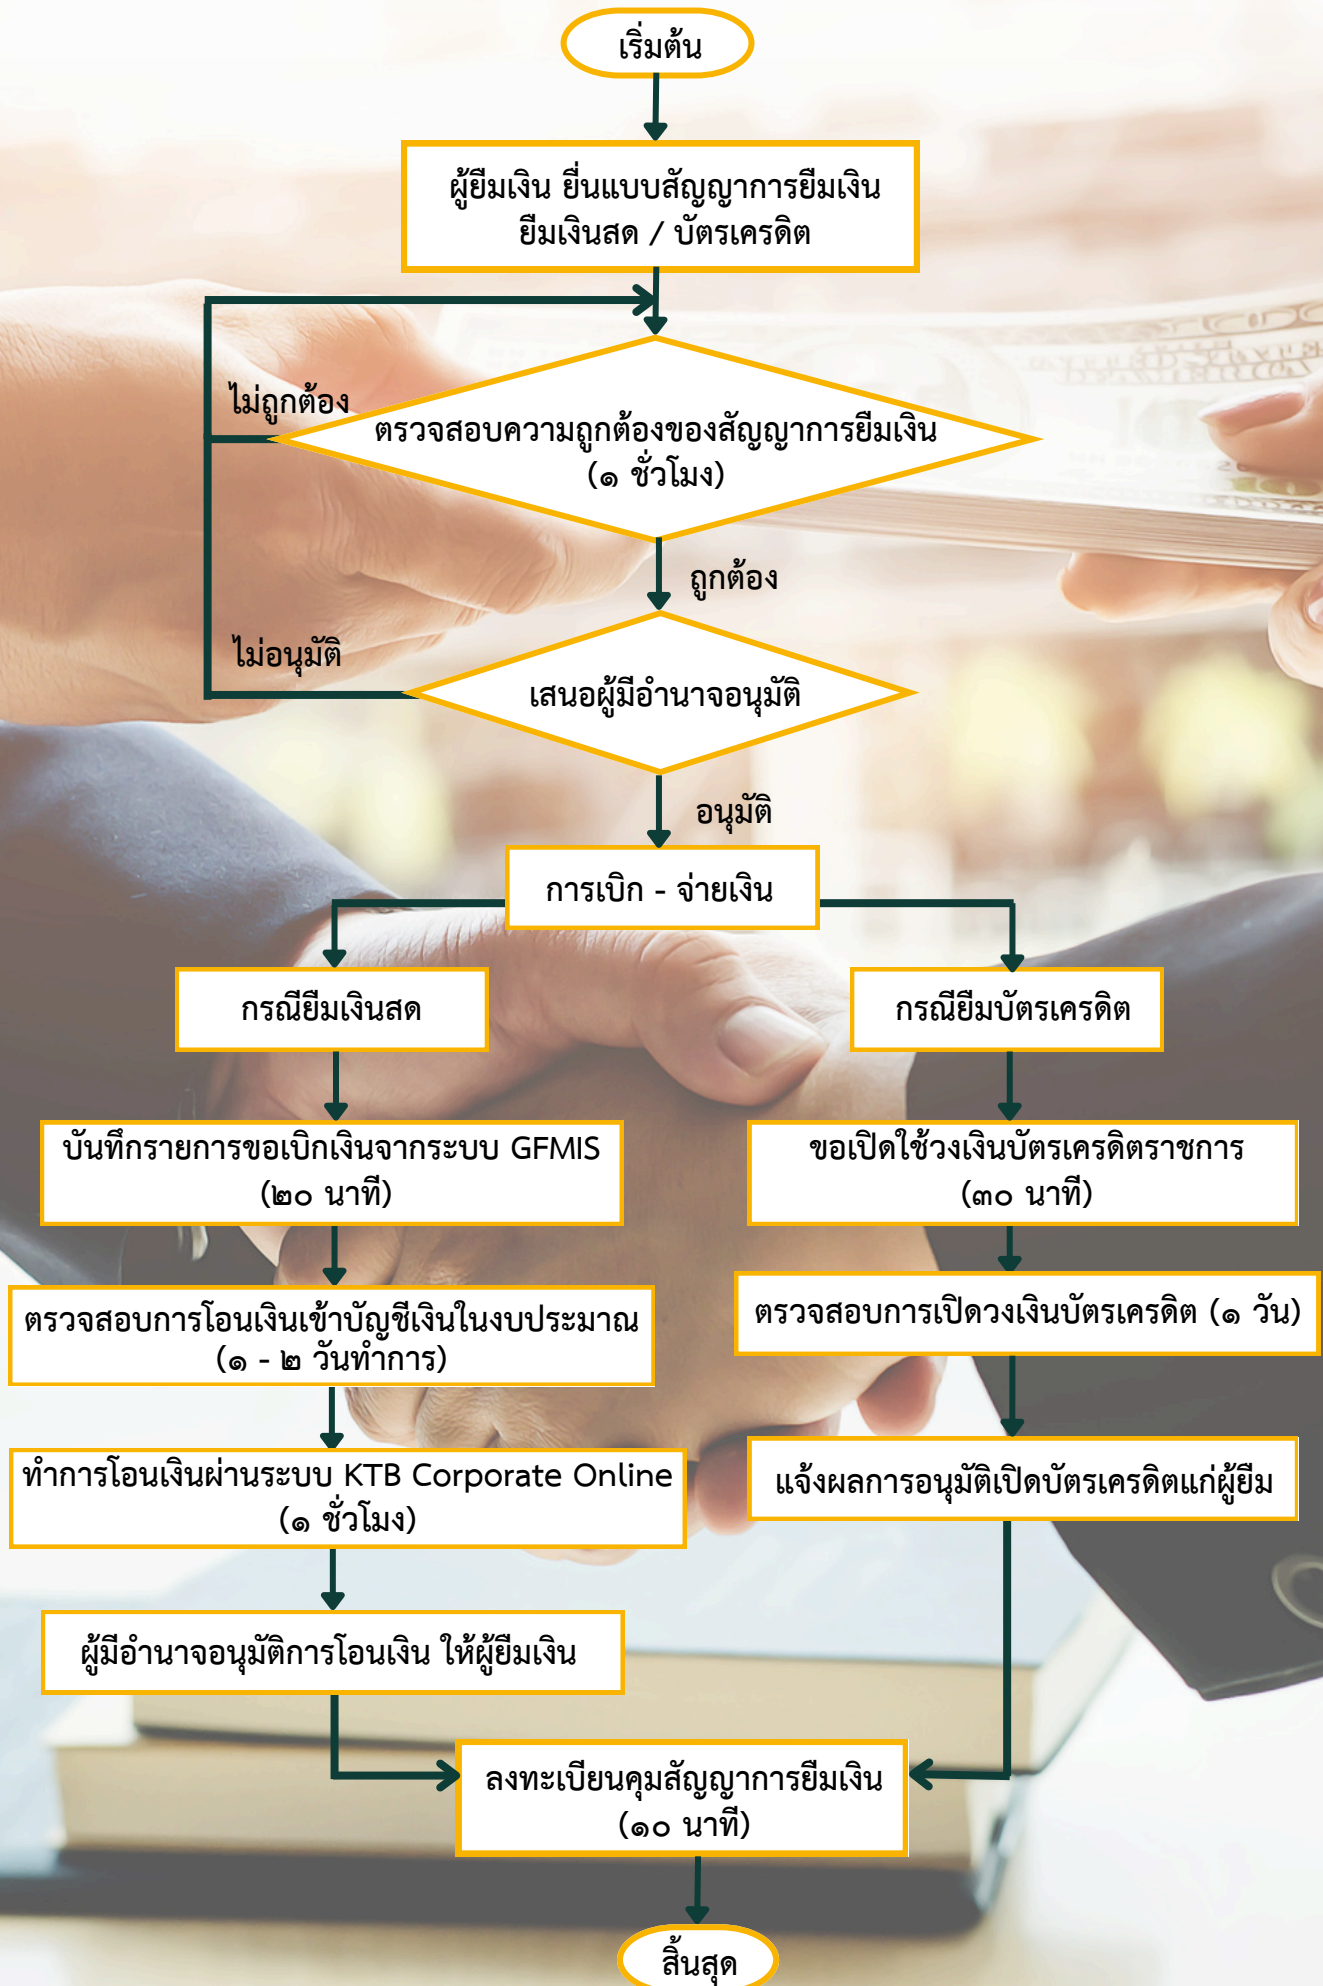 เริ่มต้น
ผู้ยืมเงิน ยื่นแบบสัญญาการยืมเงิน
ยืมเงินสด / บัตรเครดิต
ไม่ถูกต้อง
ตรวจสอบความถูกต้องของสัญญาการยืมเงิน
(๑ ชั่วโมง)
ถูกต้อง
ไม่อนุมัติ
เสนอผู้มีอำนาจอนุมัติ
อนุมัติ
การเบิก - จ่ายเงิน
กรณียืมเงินสด
บันทึกรายการขอเบิกเงินจากระบบ GFMIS
(๒๐ นาที)
ตรวจสอบการโอนเงินเข้าบัญชีเงินในงบประมาณ
(๑ - ๒ วันทำการ)
ทำการโอนเงินผ่านระบบ KTB Corporate Online
(๑ ชั่วโมง)
ผู้มีอำนาจอนุมัติการโอนเงิน ให้ผู้ยืมเงิน
กรณียืมบัตรเครดิต
ขอเปิดใช้วงเงินบัตรเครดิตราชการ
(๓๐ นาที)
ตรวจสอบการเปิดวงเงินบัตรเครดิต (๑ วัน)
แจ้งผลการอนุมัติเปิดบัตรเครดิตแก่ผู้ยืม
ลงทะเบียนคุมสัญญาการยืมเงิน
(๑๐ นาที)
สิ้นสุด